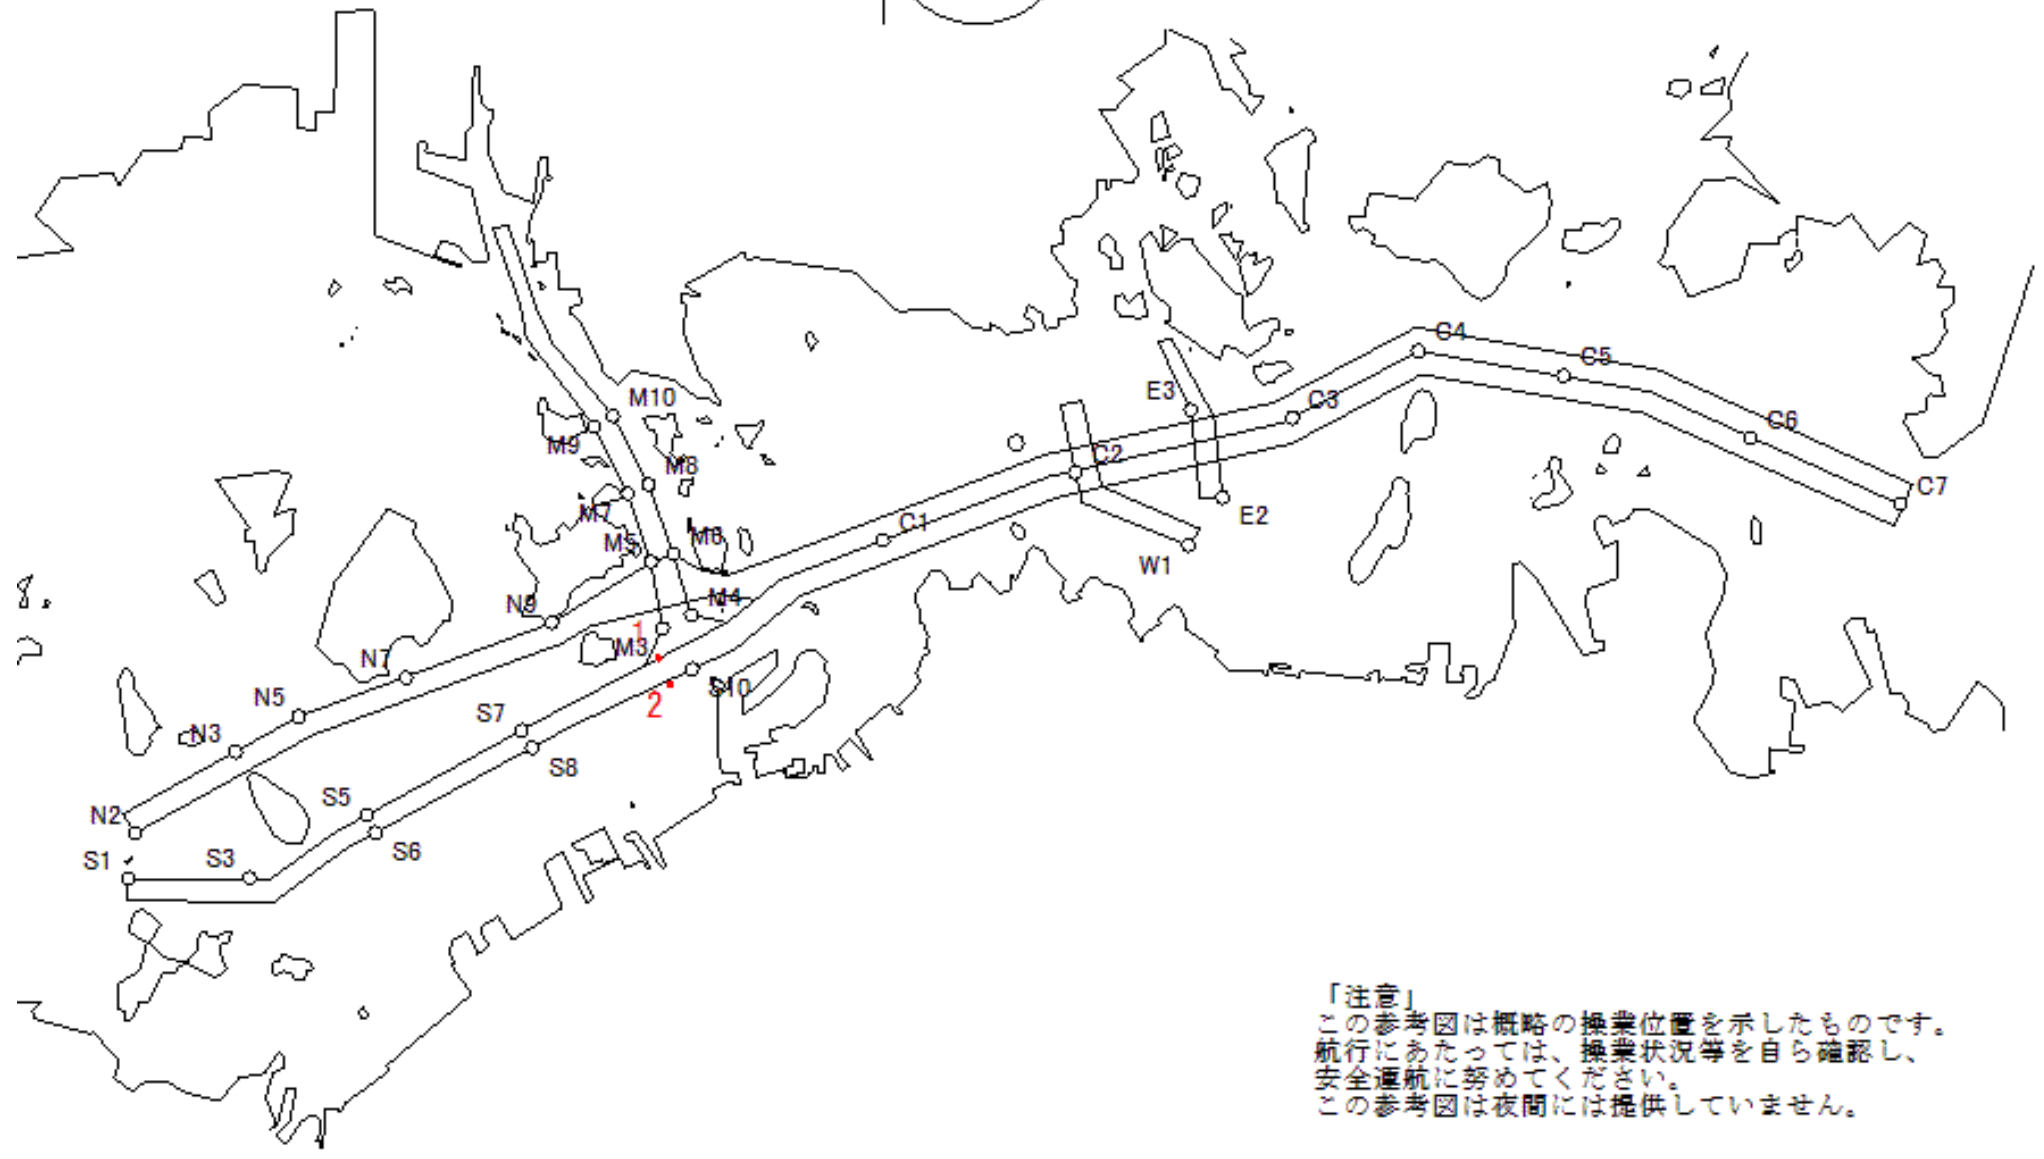 C4
C5
M10
E3
C3
C6
M9
C2
M8
C7
M7
E2
C1
M6
M5
W1
N9
M4
1
M3
N7
S10
N5
2
S7
N3
S8
S5
N2
S6
S1
S3
「注意」
この参考図は概略の操業位置を示したものです。
航行にあたっては、操業状況等を自ら確認し、
安全運航に努めてください。
この参考図は夜間には提供していません。